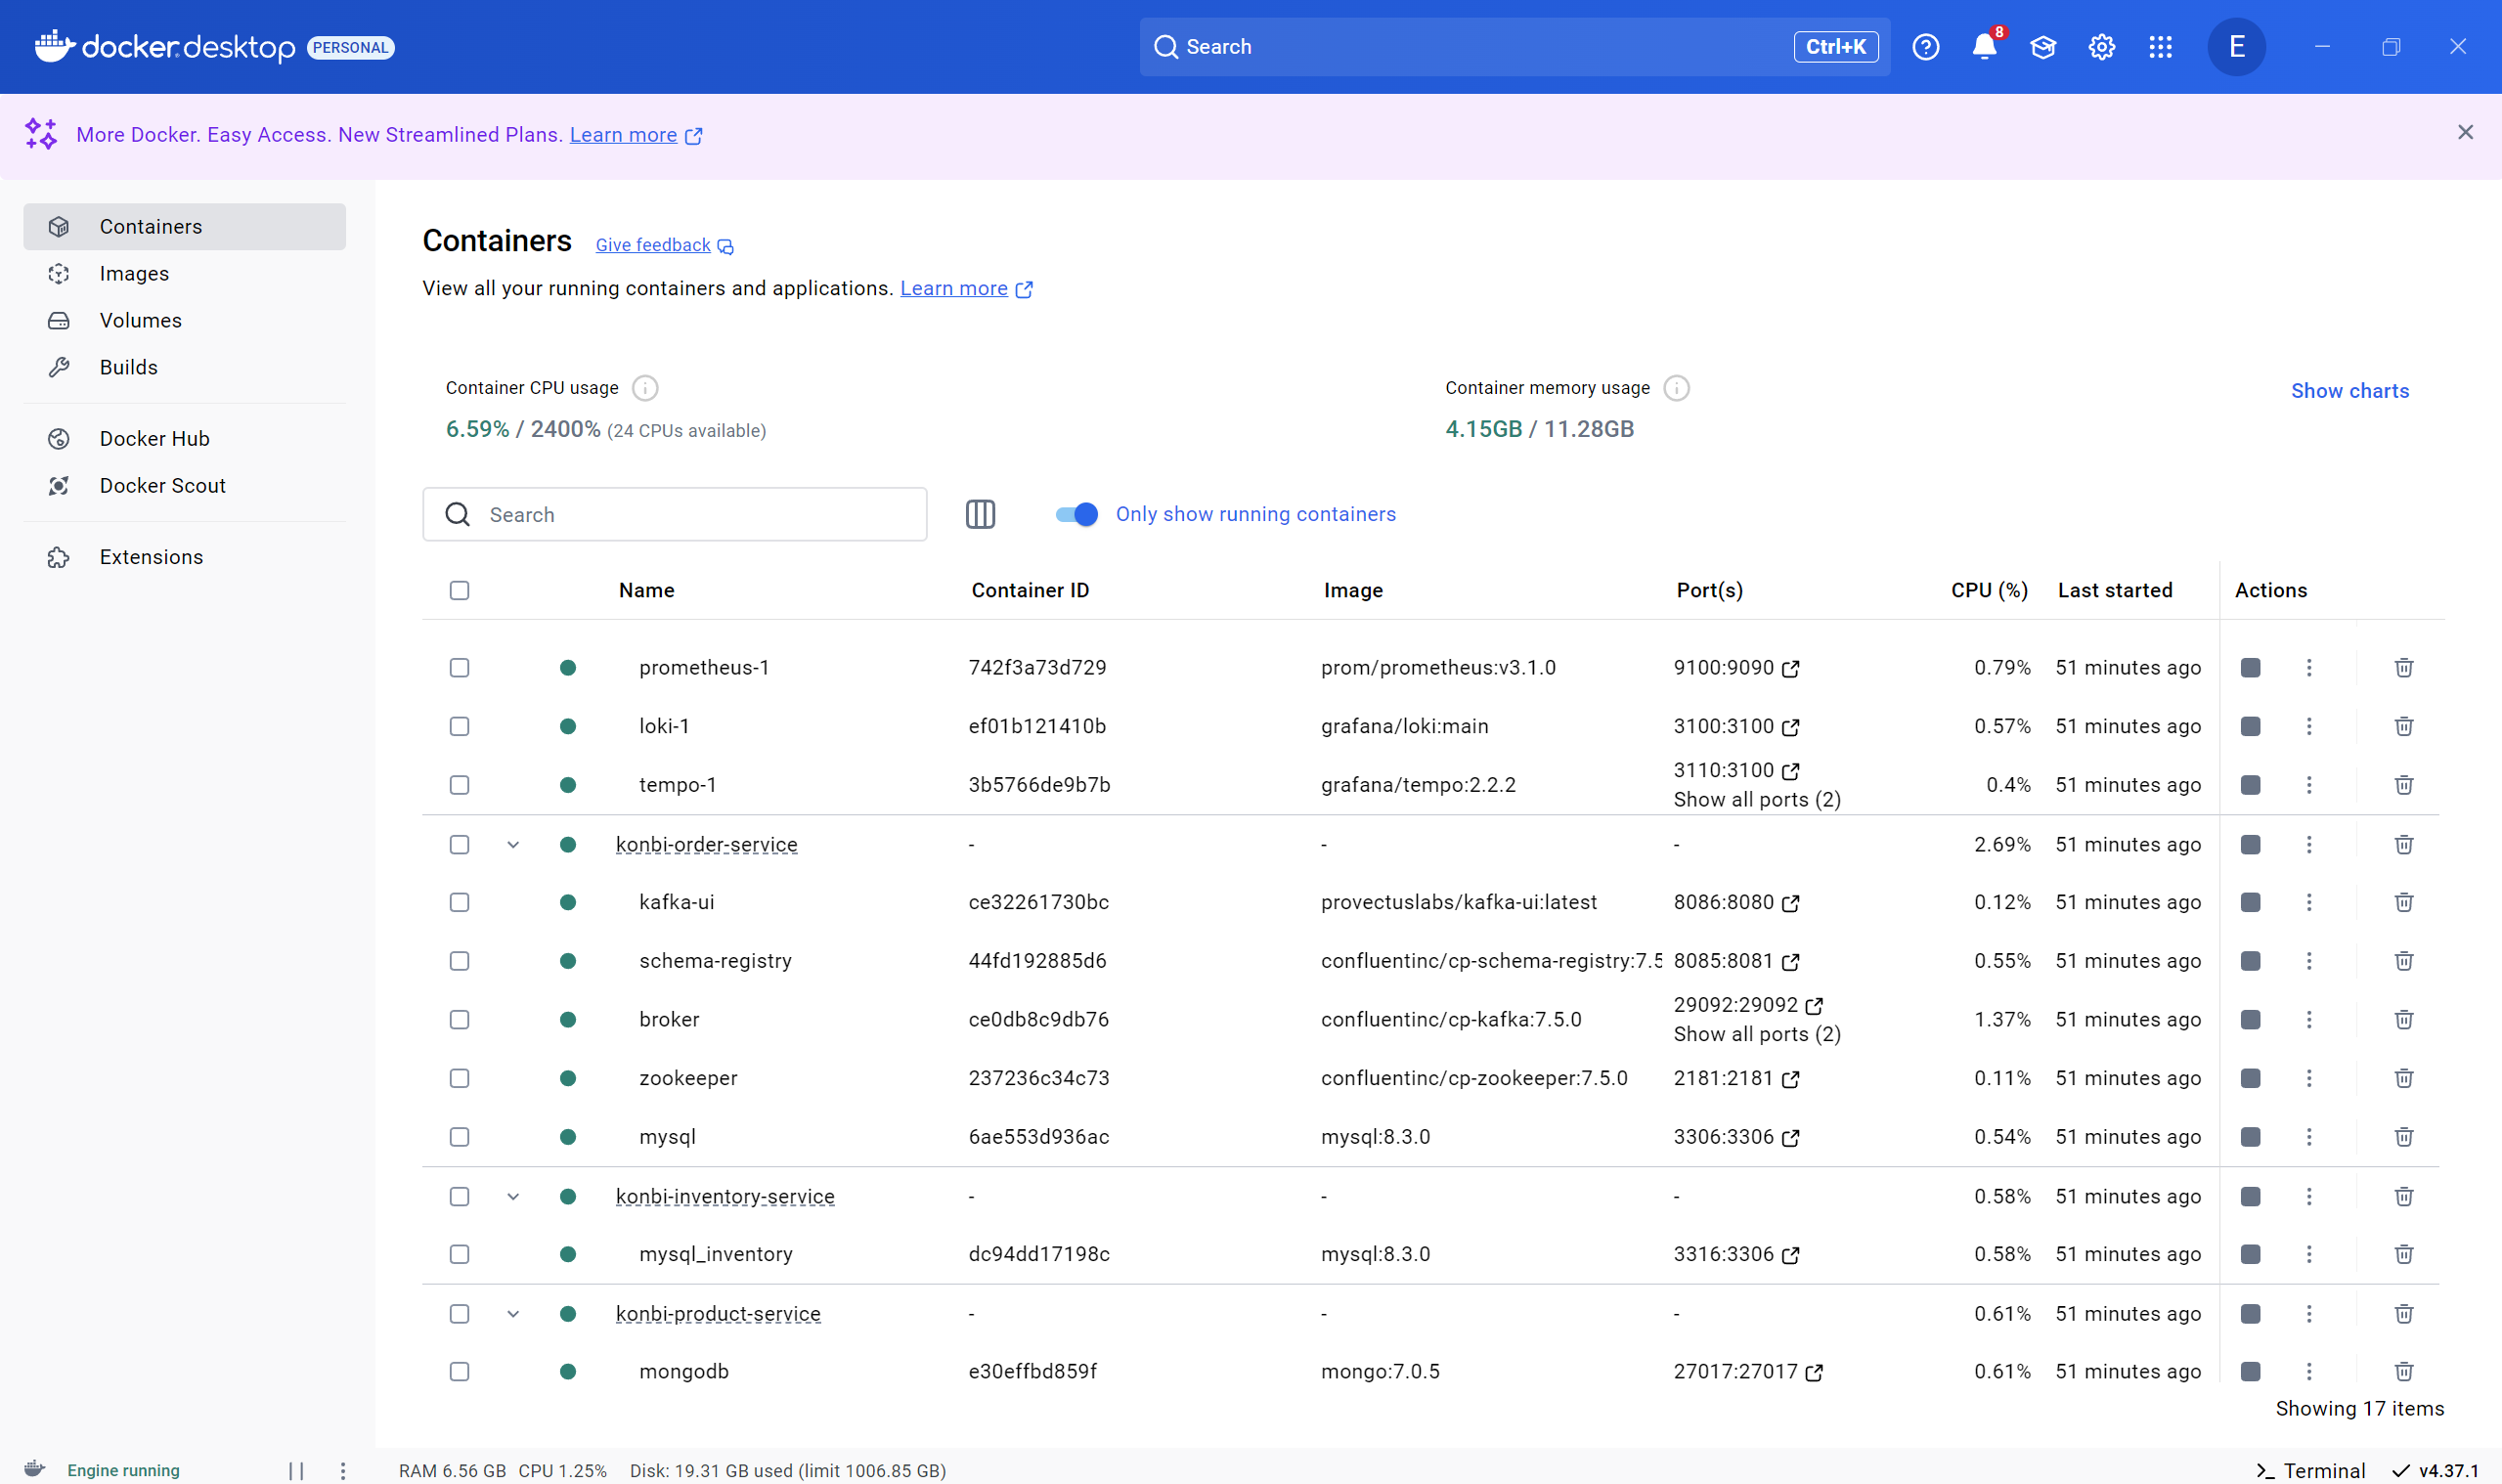 docker desktop PERSONAL
Search Ctrl+K
8
E
More Docker. Easy Access. New Streamlined Plans. Learn more
Containers
Images
Volumes
Builds
Docker Hub
Docker Scout
Extensions
Containers Give feedback
View all your running containers and applications. Learn more
Container CPU usage
6.59% / 2400% (24 CPUs available)
Container memory usage
4.15GB / 11.28GB
Show charts
Search
Only show running containers
Name Container ID Image Port(s) CPU (%) Last started Actions
prometheus-1 742f3a73d729 prom/prometheus:v3.1.0 9100:9090 0.79% 51 minutes ago
loki-1 ef01b121410b grafana/loki:main 3100:3100 0.57% 51 minutes ago
tempo-1 3b5766de9b7b grafana/tempo:2.2.2 3110:3100 0.4% 51 minutes ago
Show all ports (2)
konbi-order-service - - - 2.69% 51 minutes ago
kafka-ui ce32261730bc provectuslabs/kafka-ui:latest 8086:8080 0.12% 51 minutes ago
schema-registry 44fd192885d6 confluentinc/cp-schema-registry:7.5 8085:8081 0.55% 51 minutes ago
broker ce0db8c9db76 confluentinc/cp-kafka:7.5.0 29092:29092 1.37% 51 minutes ago
Show all ports (2)
zookeeper 237236c34c73 confluentinc/cp-zookeeper:7.5.0 2181:2181 0.11% 51 minutes ago
mysql 6ae553d936ac mysql:8.3.0 3306:3306 0.54% 51 minutes ago
konbi-inventory-service - - - 0.58% 51 minutes ago
mysql_inventory dc94dd17198c mysql:8.3.0 3316:3306 0.58% 51 minutes ago
konbi-product-service - - - 0.61% 51 minutes ago
mongodb e30effbd859f mongo:7.0.5 27017:27017 0.61% 51 minutes ago
Showing 17 items
Engine running
RAM 6.56 GB CPU 1.25% Disk: 19.31 GB used (limit 1006.85 GB)
Terminal v4.37.1